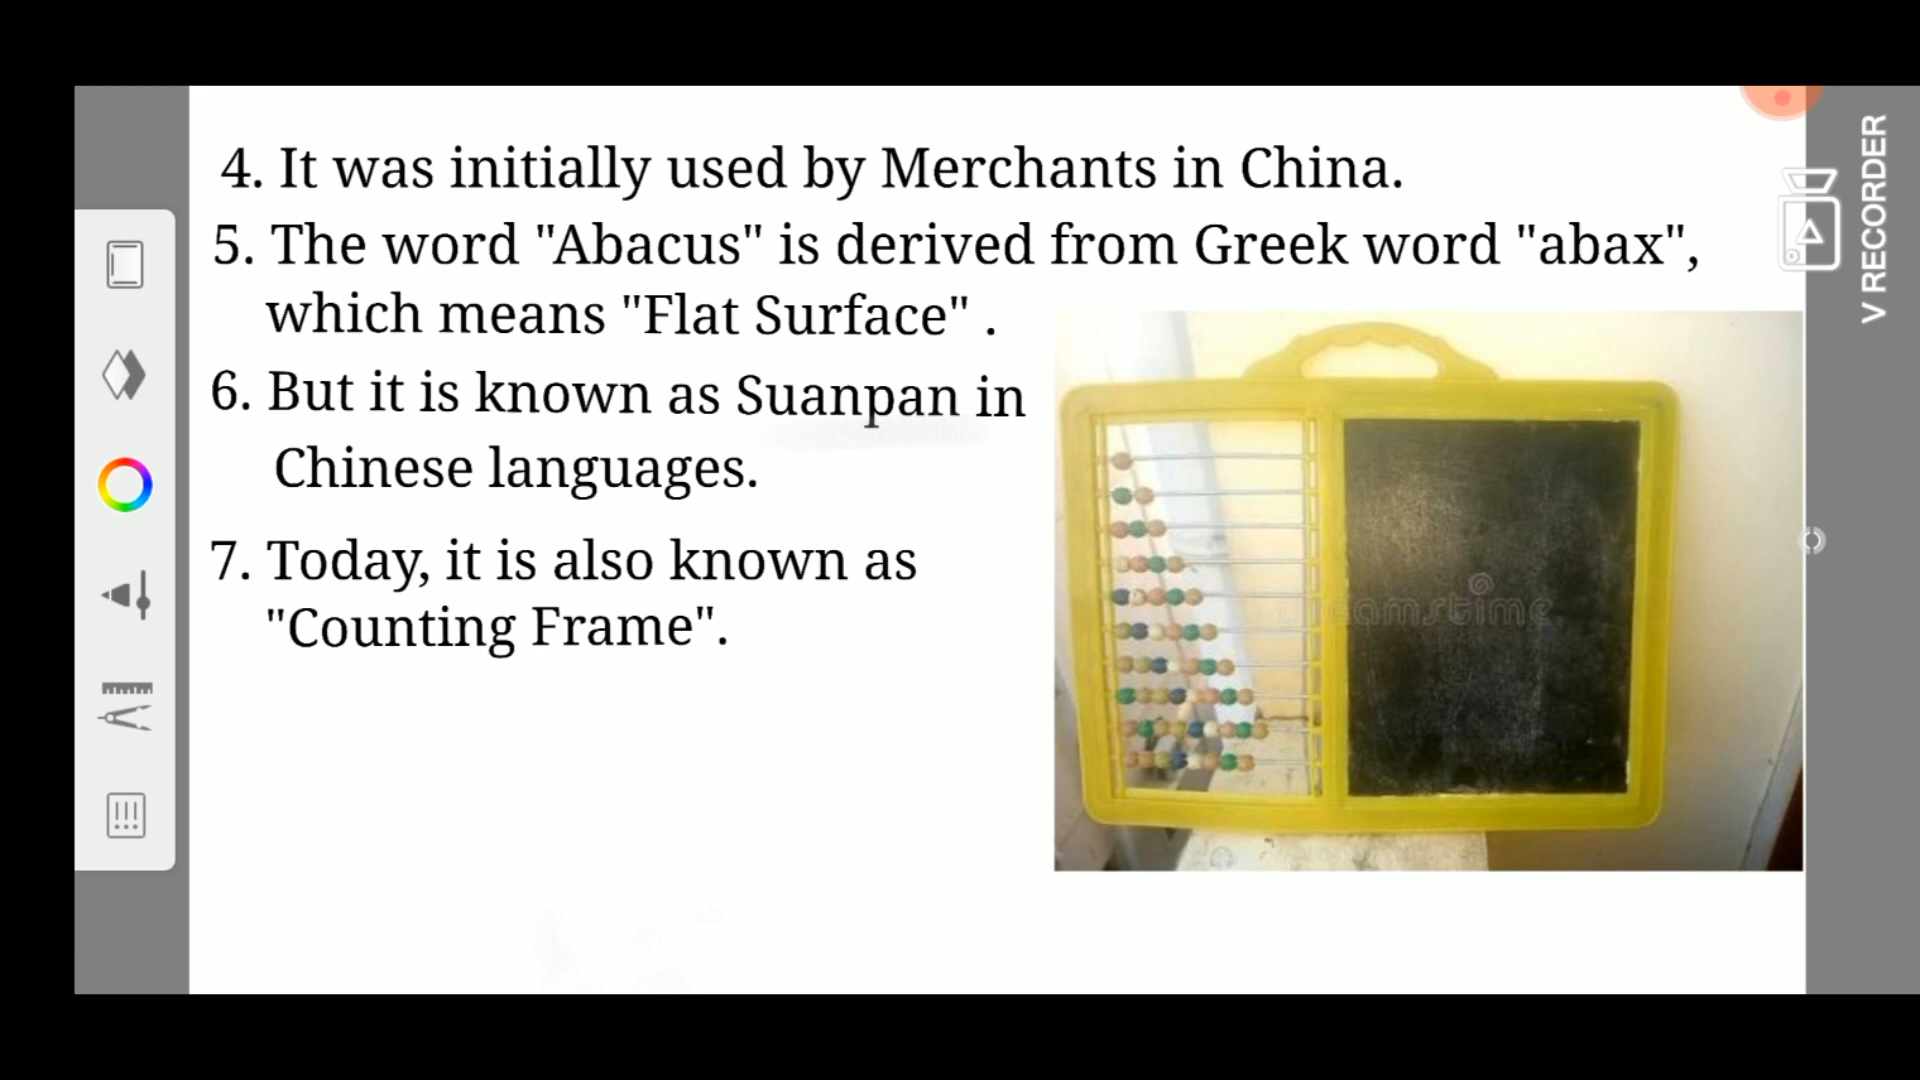 4. It was initially used by Merchants in China.
5. The word "Abacus" is derived from Greek word "abax",
which means "Flat Surface" .
6. But it is known as Suanpan in
Chinese languages.
7. Today, it is also known as
"Counting Frame".
V RECORDER